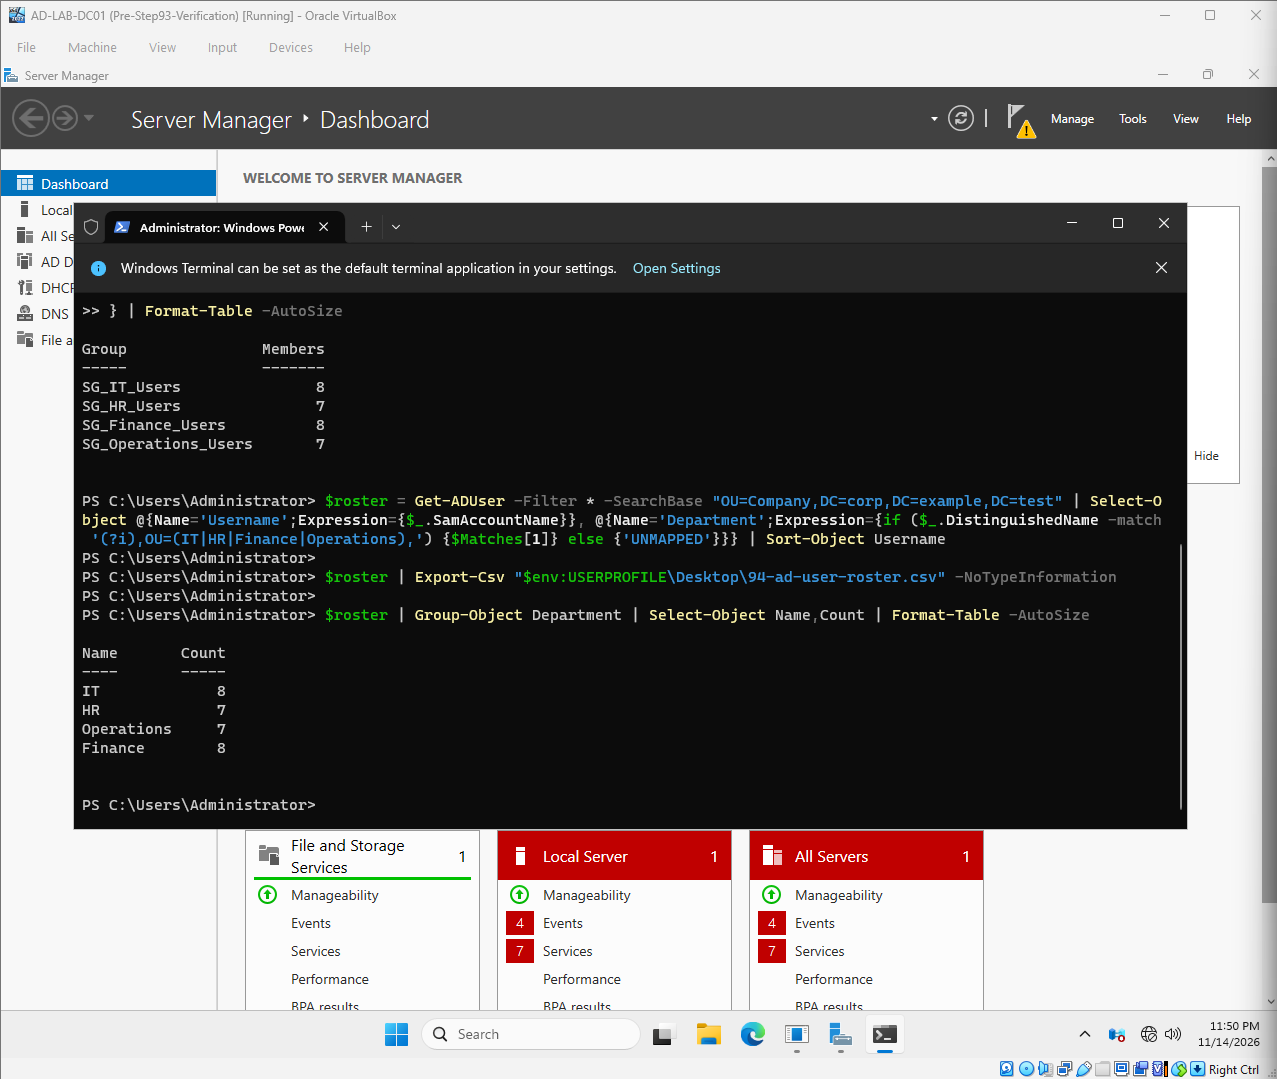 AD-LAB-DC01 (Pre-Step93-Verification) [Running] - Oracle VirtualBox
File Machine View Input Devices Help
Server Manager
Server Manager ‣ Dashboard
Manage Tools View Help
Dashboard
Local
All Se
AD D
DHCP
DNS
File a
WELCOME TO SERVER MANAGER
Hide
Administrator: Windows Powe
Windows Terminal can be set as the default terminal application in your settings. Open Settings
>> } | Format-Table -AutoSize
Group Members
----- -------
SG_IT_Users 8
SG_HR_Users 7
SG_Finance_Users 8
SG_Operations_Users 7
PS C:\Users\Administrator> $roster = Get-ADUser -Filter * -SearchBase "OU=Company,DC=corp,DC=example,DC=test" | Select-O
bject @{Name='Username';Expression={$_.SamAccountName}}, @{Name='Department';Expression={if ($_.DistinguishedName -match
'(?i),OU=(IT|HR|Finance|Operations),') {$Matches[1]} else {'UNMAPPED'}}} | Sort-Object Username
PS C:\Users\Administrator>
PS C:\Users\Administrator> $roster | Export-Csv "$env:USERPROFILE\Desktop\94-ad-user-roster.csv" -NoTypeInformation
PS C:\Users\Administrator>
PS C:\Users\Administrator> $roster | Group-Object Department | Select-Object Name,Count | Format-Table -AutoSize
Name Count
---- -----
IT 8
HR 7
Operations 7
Finance 8
PS C:\Users\Administrator>
File and Storage
Services 1
Manageability
Events
Services
Performance
BPA results
Local Server 1
Manageability
4 Events
7 Services
Performance
BPA results
All Servers 1
Manageability
4 Events
7 Services
Performance
BPA results
Search
11:50 PM
11/14/2026
Right Ctrl